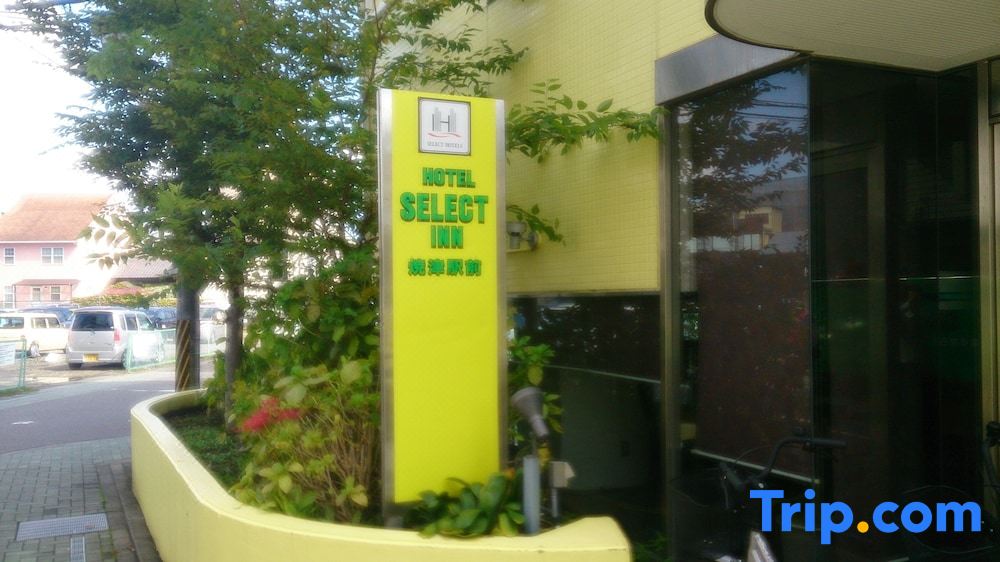 H
SELECT HOTELS
HOTEL
SELECT
INN
焼津駅前
Trip.com